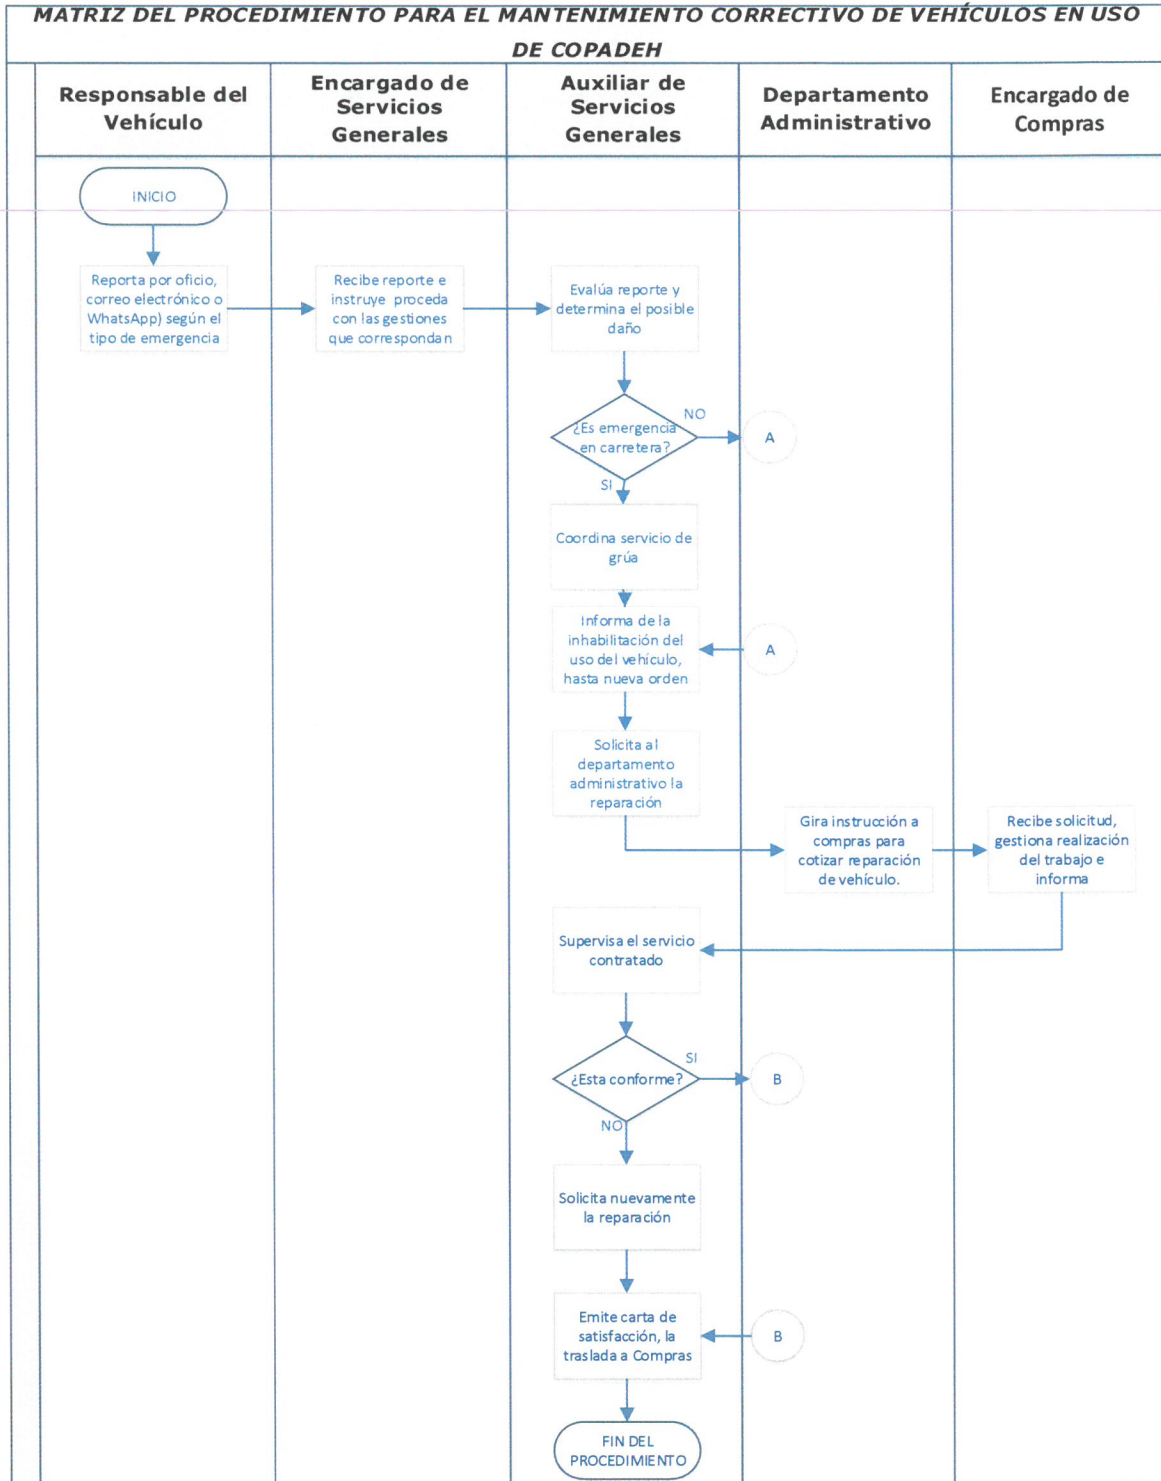 MATRIZ DEL PROCEDIMIENTO PARA EL MANTENIMIENTO CORRECTIVO DE VEHÍCULOS EN USO
DE COPADEH
Responsable del
Vehículo
Encargado de
Servicios
Generales
Auxiliar de
Servicios
Generales
Departamento
Administrativo
Encargado de
Compras
INICIO
Reporta por oficio,
correo electrónico o
WhatsApp) según el
tipo de emergencia
Recibe reporte e
instruye proceda
con las gestiones
que correspondan
Evalúa reporte y
determina el posible
daño
¿Es emergencia
en carretera?
NO
A
SI
Coordina servicio de
grúa
Informa de la
inhabilitación del
uso del vehículo,
hasta nueva orden
A
Solicita al
departamento
administrativo la
reparación
Gira instrucción a
compras para
cotizar reparación
de vehículo.
Recibe solicitud,
gestiona realización
del trabajo e
informa
Supervisa el servicio
contratado
¿Esta conforme?
SI
B
NO
Solicita nuevamente
la reparación
Emite carta de
satisfacción, la
traslada a Compras
B
FIN DEL
PROCEDIMIENTO